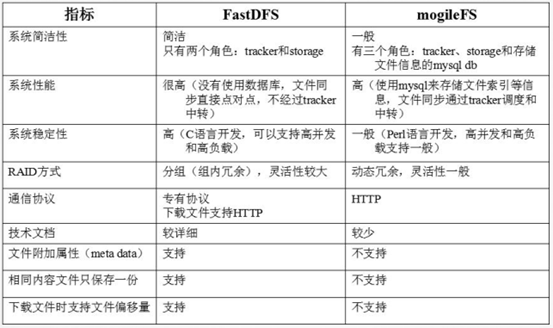 指标 FastDFS mogileFS
系统简洁性 简洁 一般
只有两个角色：tracker和storage 有三个角色：tracker、storage和存储
文件信息的mysql db
系统性能 很高（没有使用数据库，文件同 高（使用mysql来存储文件索引等信
步直接点对点，不经过tracker 息，文件同步通过tracker调度和
中转） 中转）
系统稳定性 高（C语言开发，可以支持高并发 一般（Perl语言开发，高并发和高负
和高负载） 载支持一般）
RAID方式 分组（组内冗余），灵活性较大 动态冗余，灵活性一般
通信协议 专有协议 HTTP
下载文件支持HTTP
技术文档 较详细 较少
文件附加属性（meta data） 支持 不支持
相同内容文件只保存一份 支持 不支持
下载文件时支持文件偏移量 支持 不支持